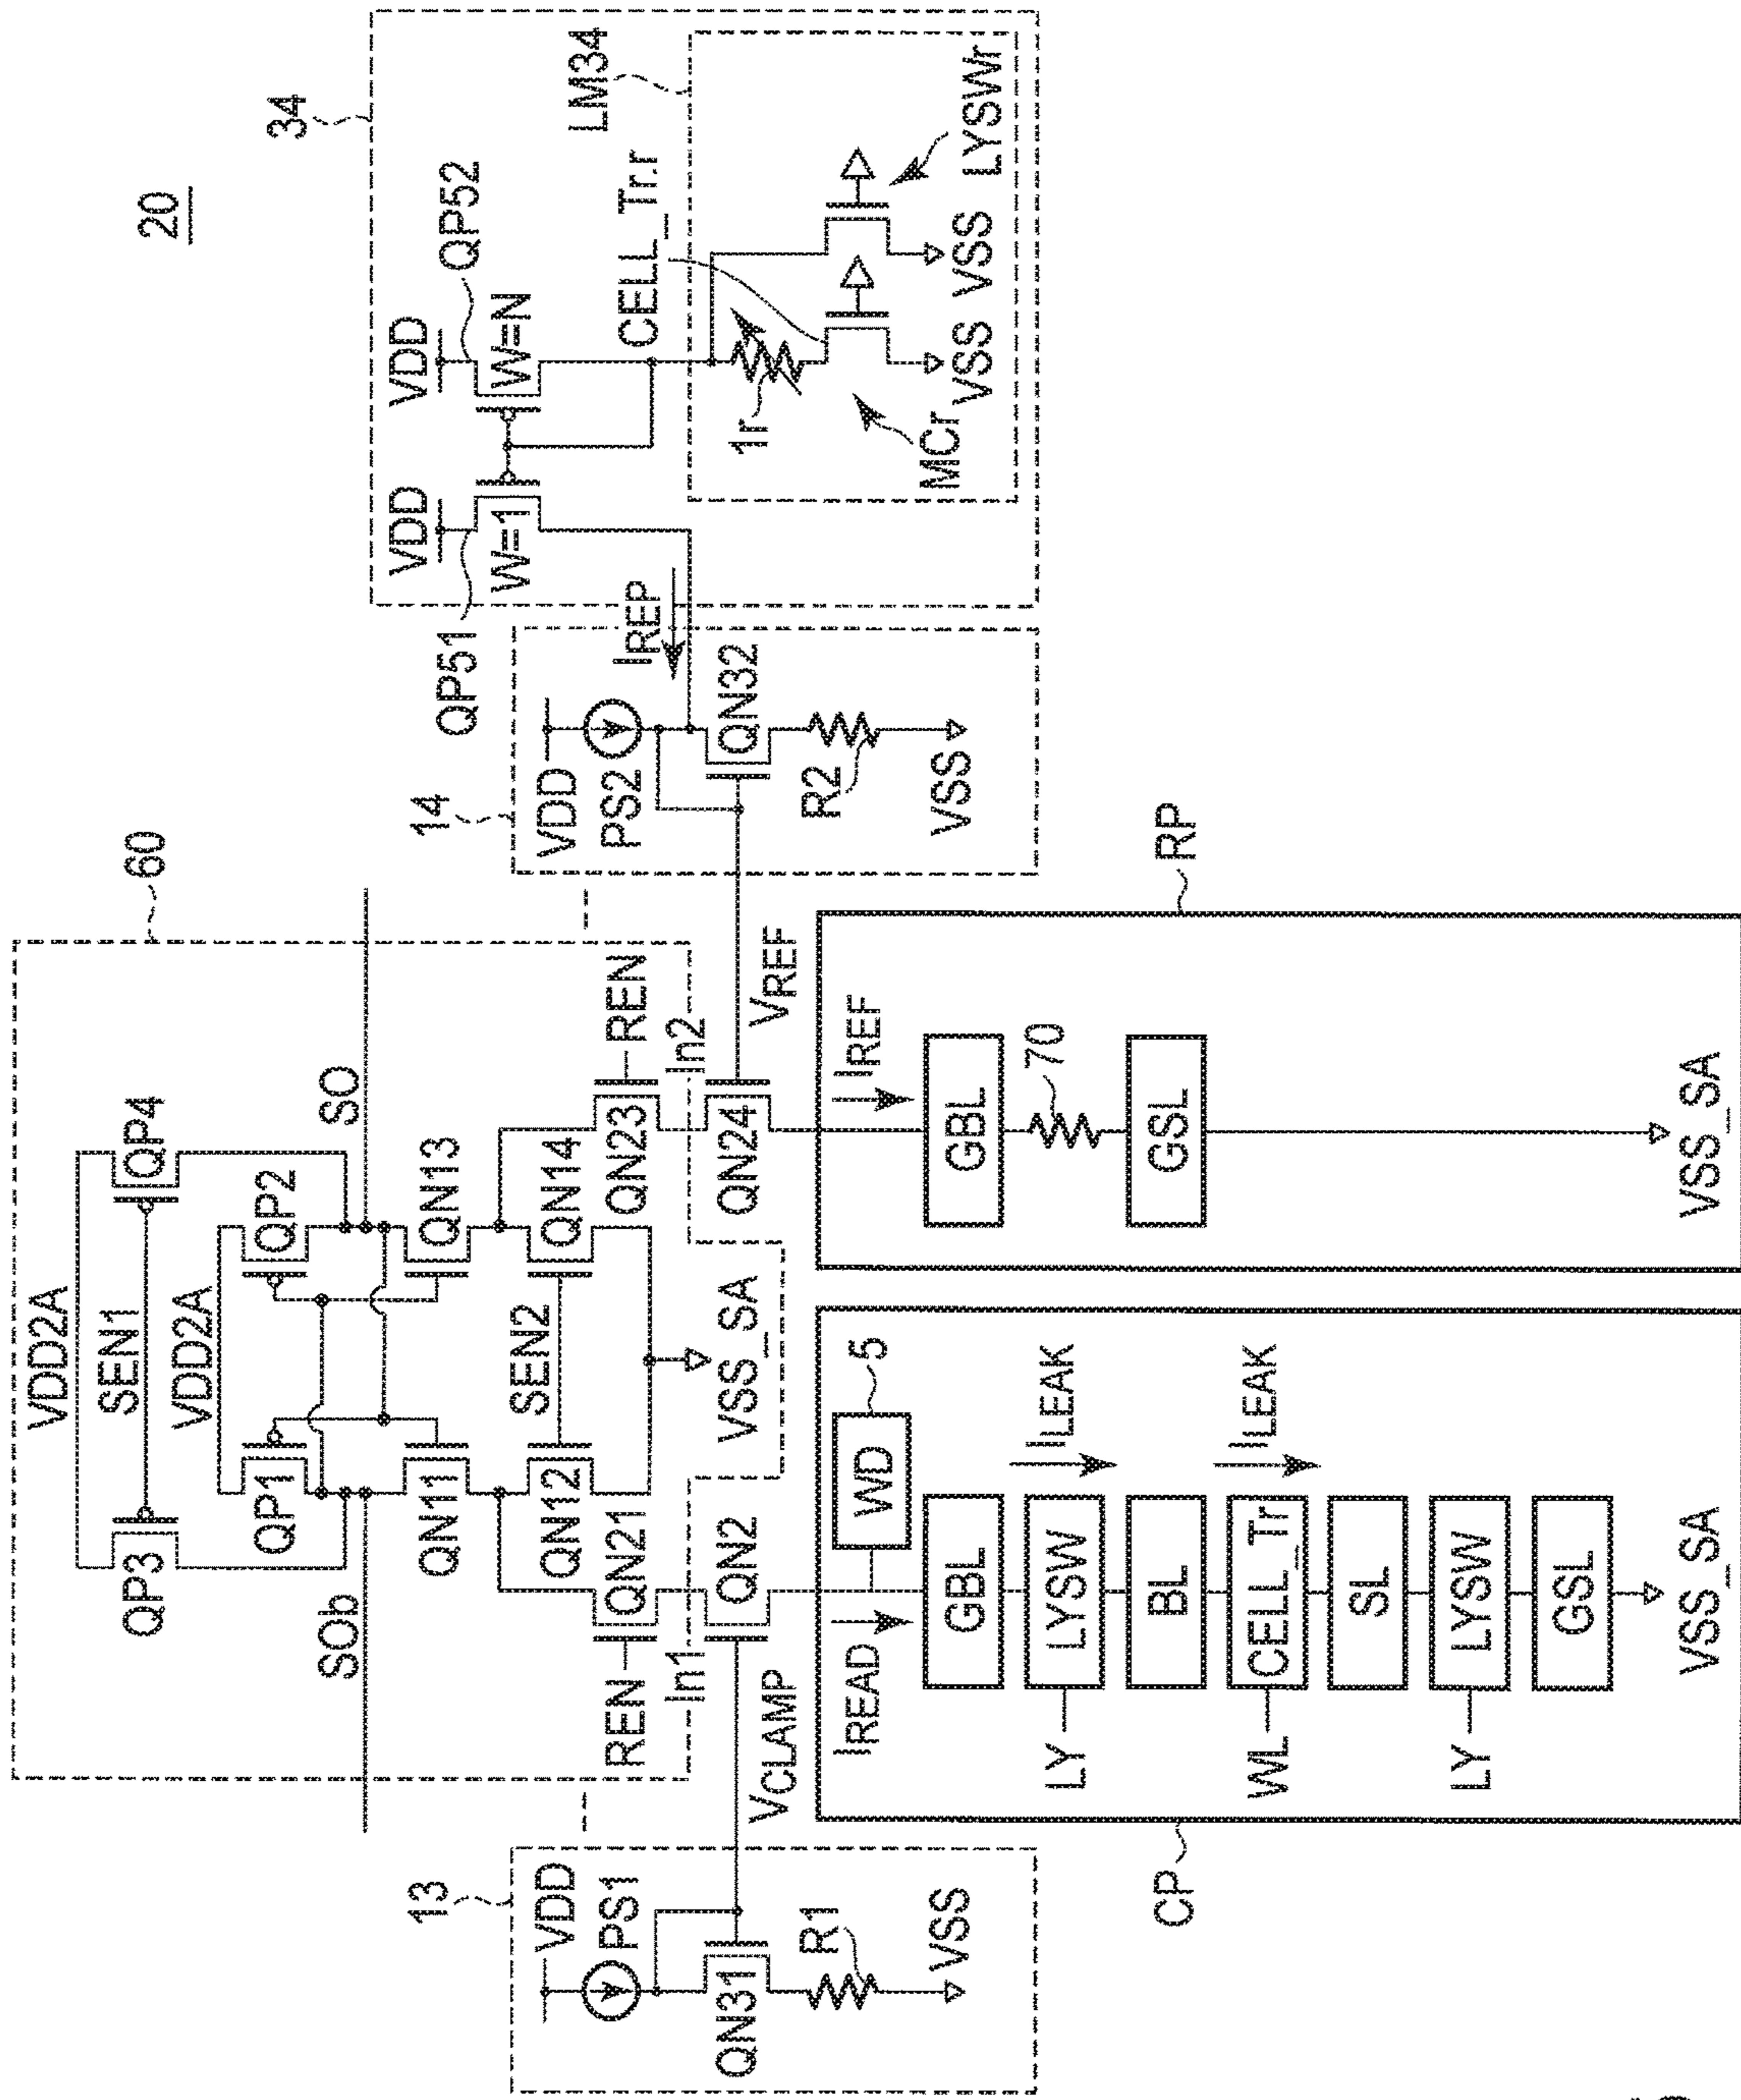 20
60
VDD2A
SEN1
QP3
QP4
VDD2A
QP1
QP2
SOb
SO
QN11
QN13
QN12
SEN2
QN14
REN
QN21
QN23
REN
In1
In2
VSS_SA
QN2
QN24
VCLAMP
VREF
13
VDD
PS1
QN31
R1
VSS
14
VDD
PS2
IREP
QN32
R2
VSS
34
VDD
VDD
QP51
QP52
W=1
W=N
CELL_Tr.r
LM34
1r
MCr
LYSWr
VSS
VSS
CP
IREAD
WD
5
GBL
LY
LYSW
ILEAK
BL
WL
CELL_Tr
ILEAK
SL
LY
LYSW
GSL
VSS_SA
RP
IREF
GBL
70
GSL
VSS_SA